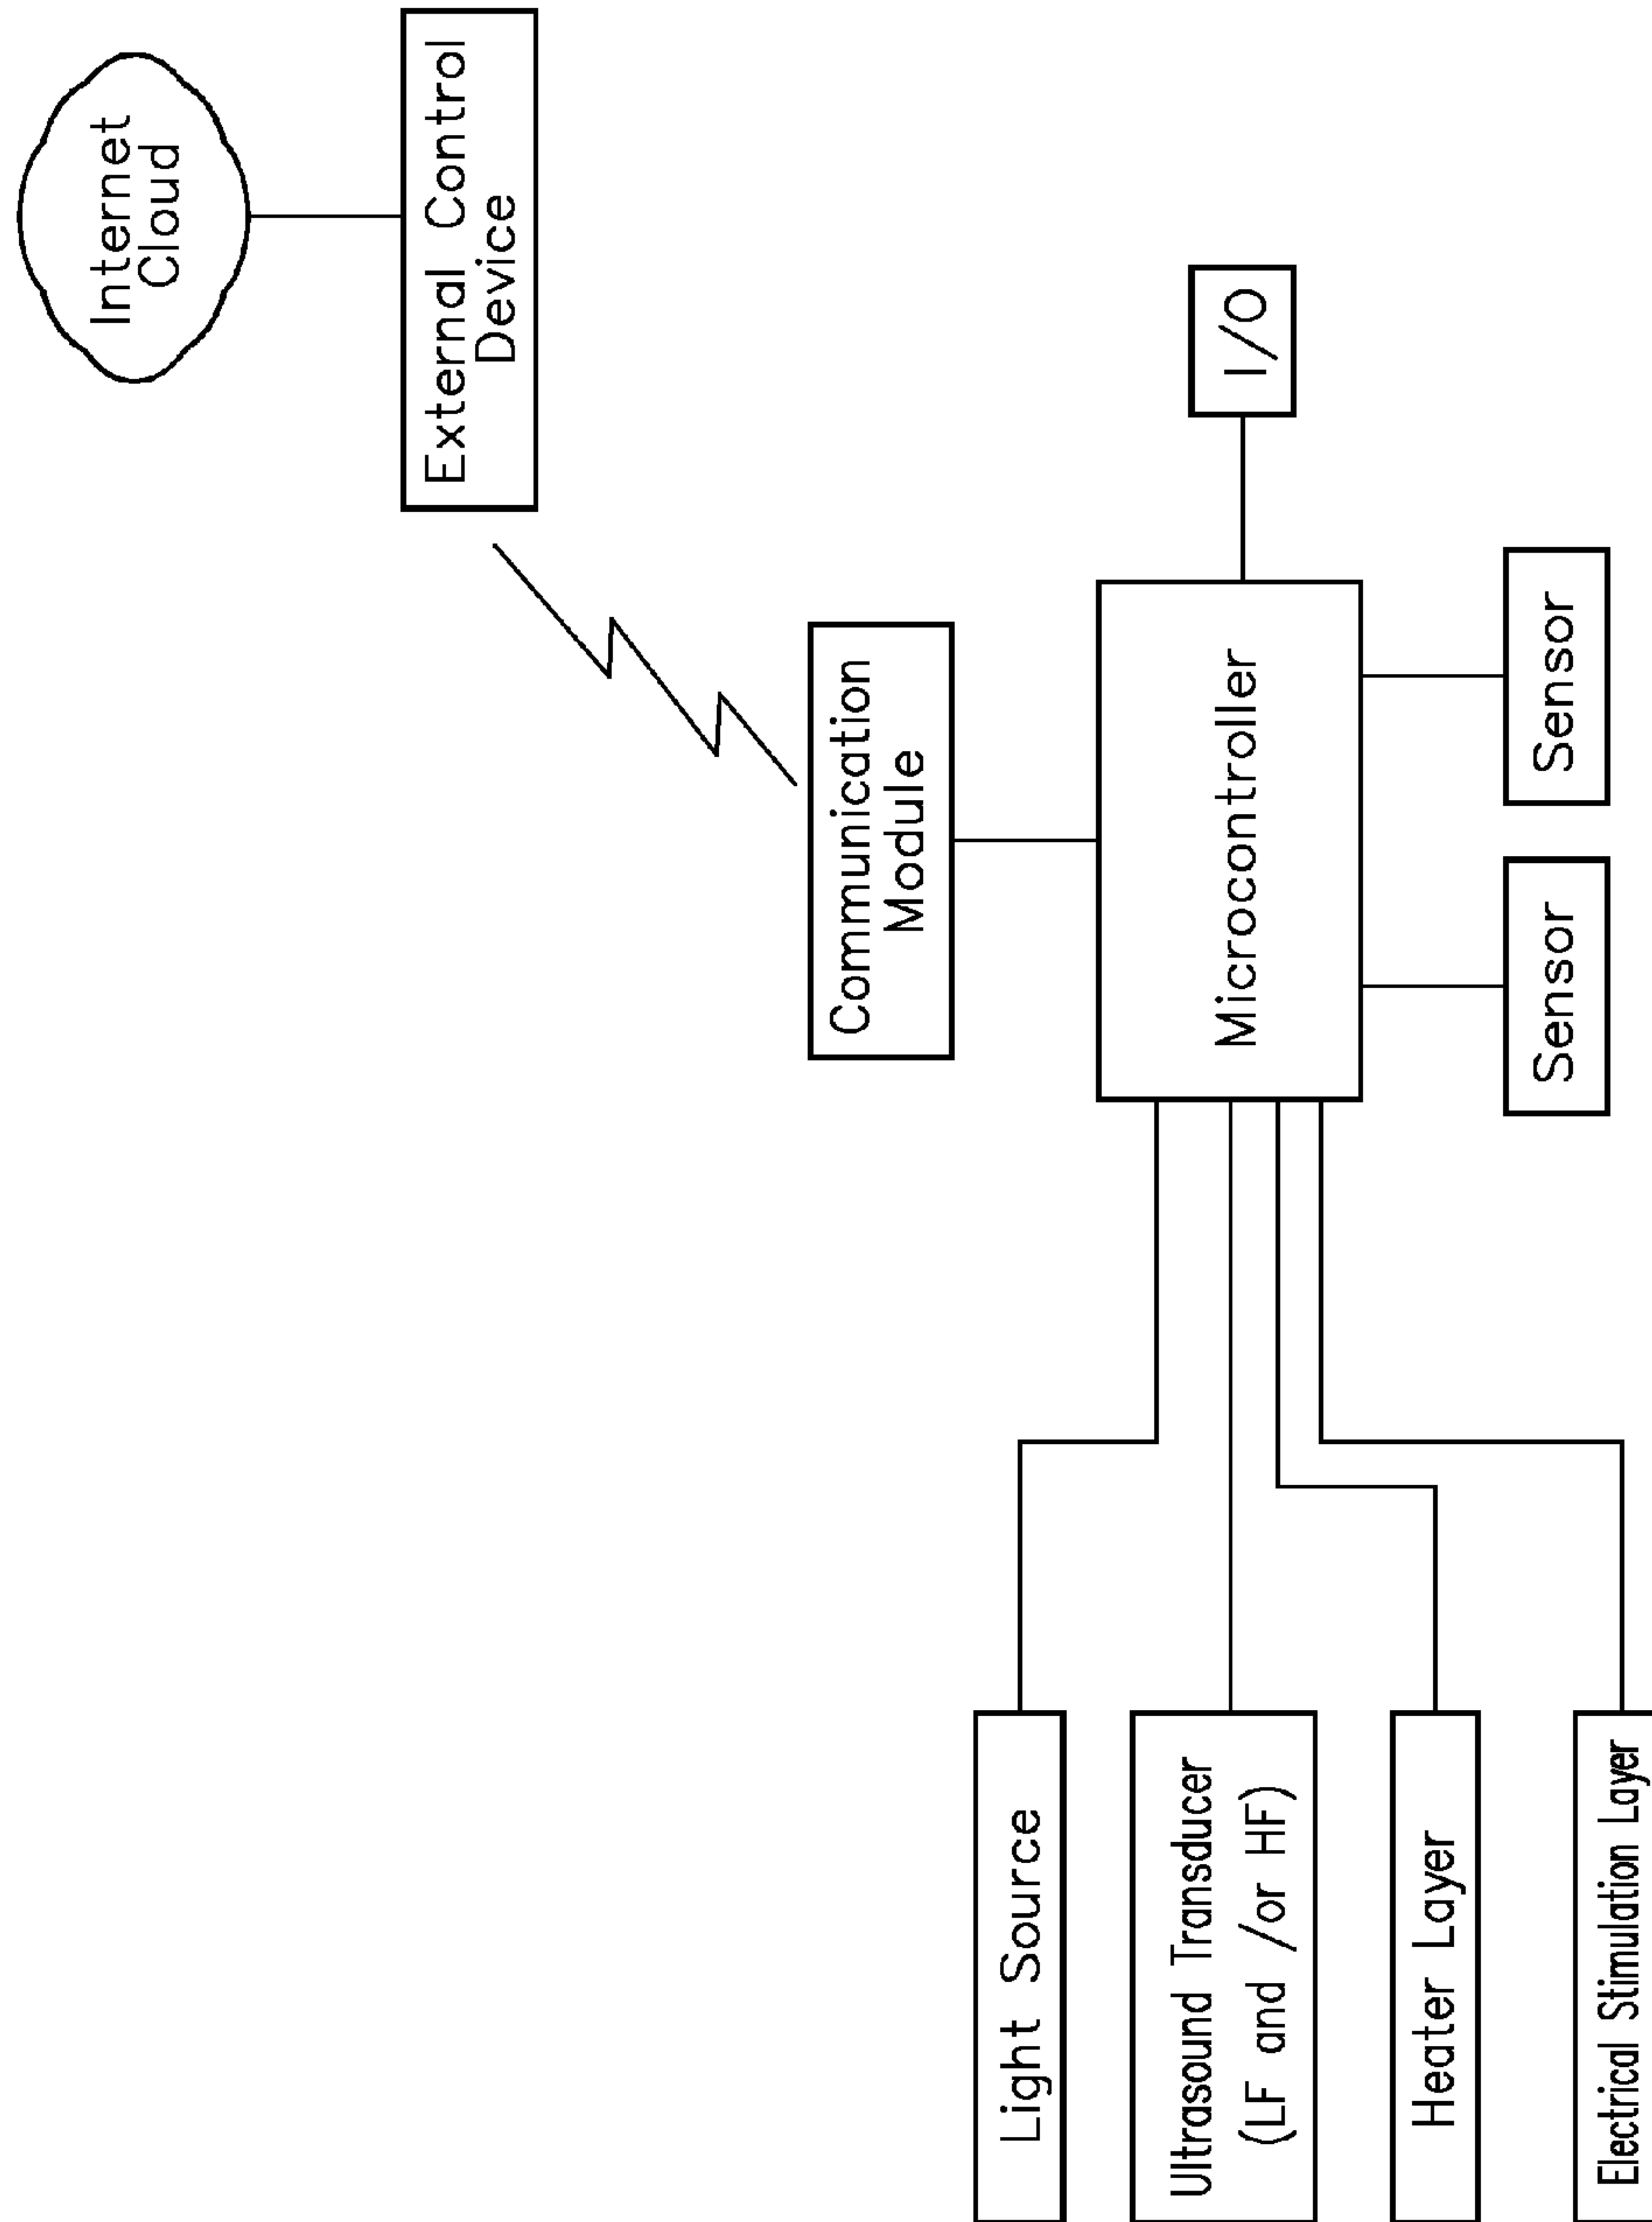 Internet
Cloud
External Control
Device
Communication
Module
Light Source
Ultrasound Transducer
(LF and /or HF)
Microcontroller
I/O
Heater Layer
Electrical Stimulation Layer
Sensor
Sensor